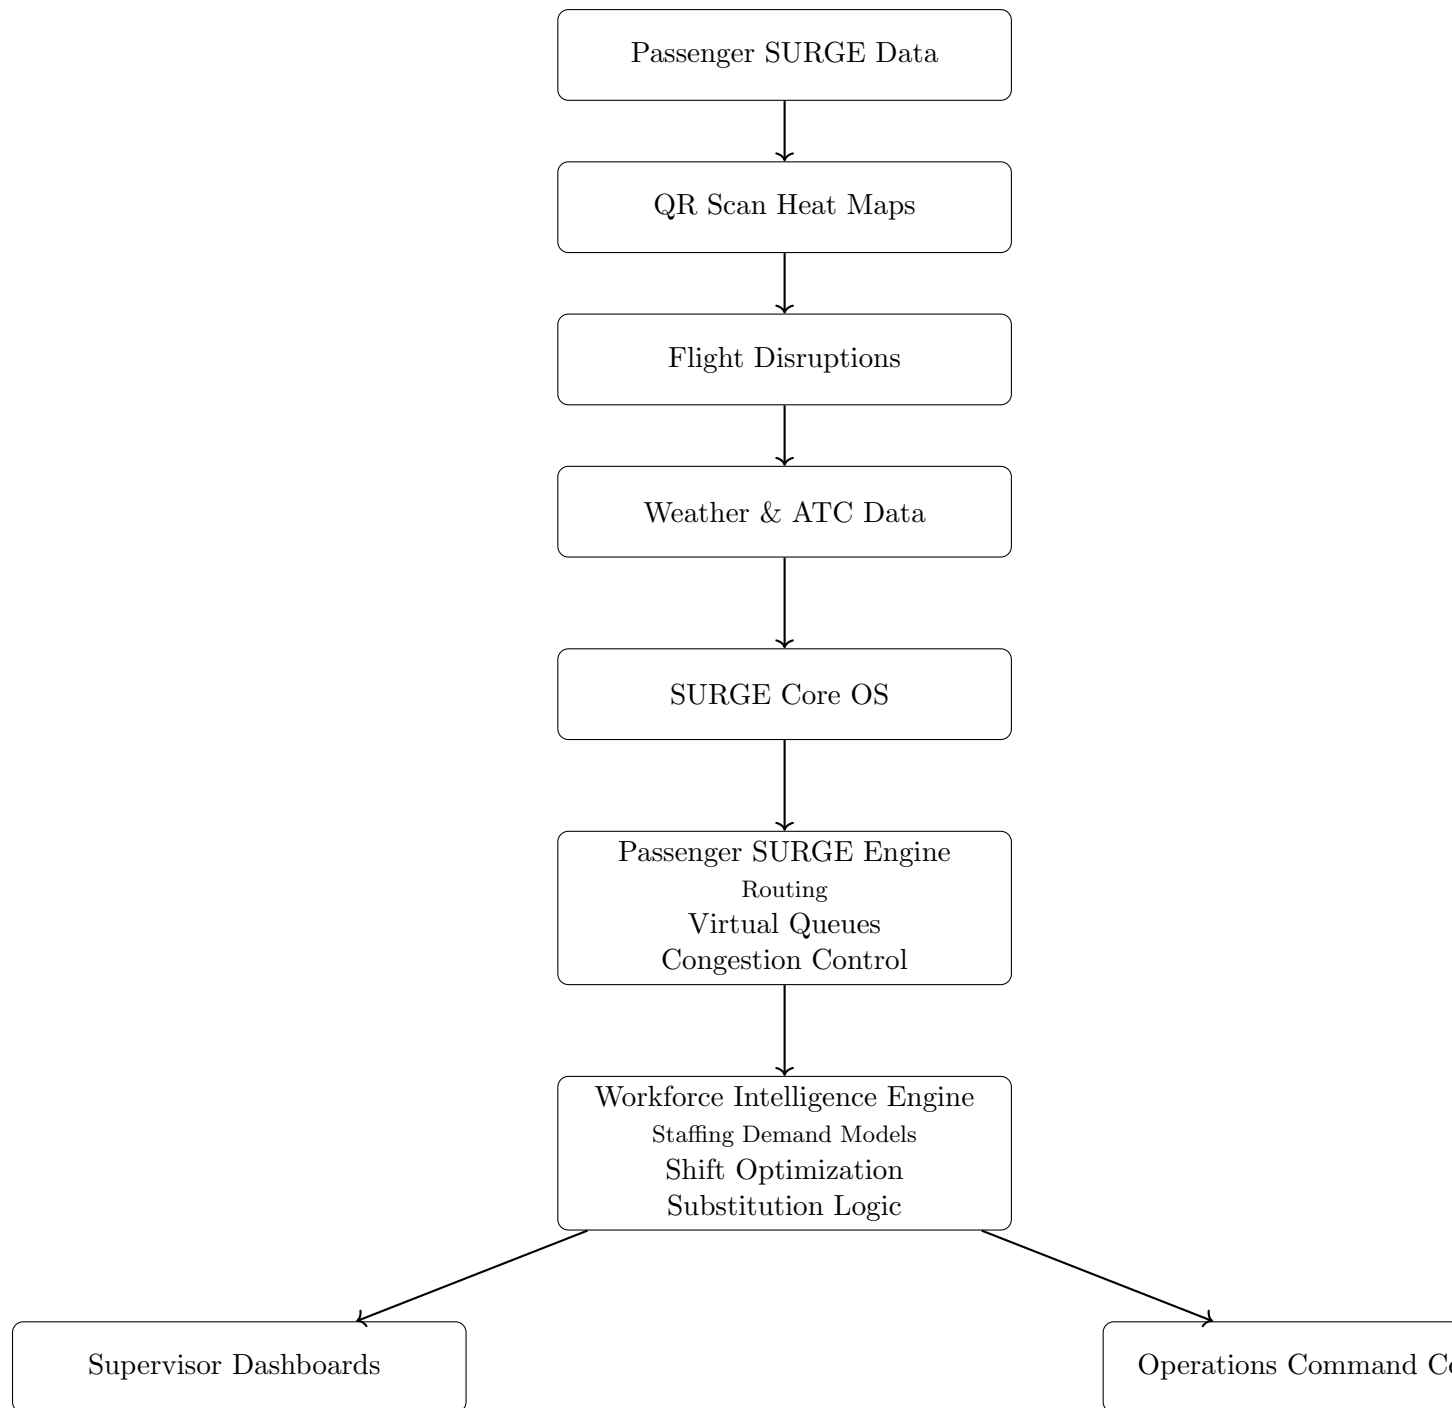 Passenger SURGE Data
QR Scan Heat Maps
Flight Disruptions
Weather & ATC Data
SURGE Core OS
Passenger SURGE Engine
Routing
Virtual Queues
Congestion Control
Workforce Intelligence Engine
Staffing Demand Models
Shift Optimization
Substitution Logic
Supervisor Dashboards
Operations Command